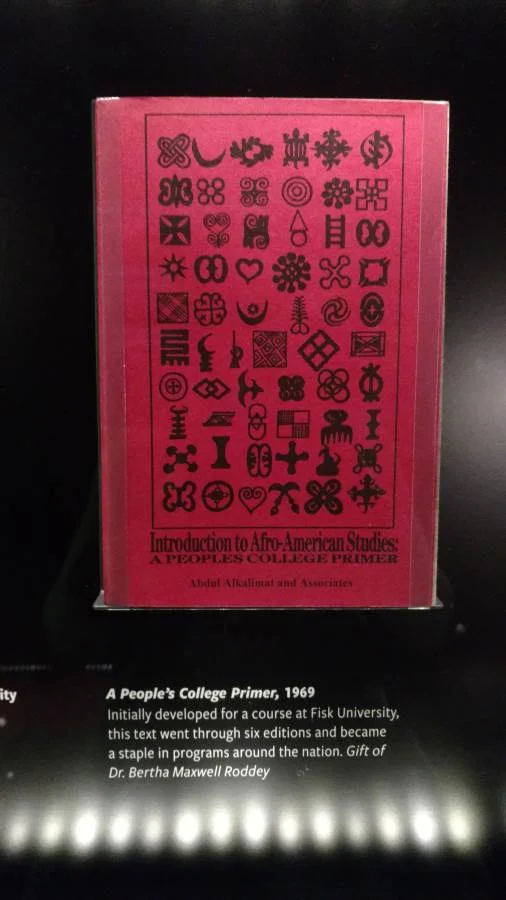 Introduction to Afro-American Studies:
A PEOPLES COLLEGE PRIMER
Abdul Alkalimat and Associates
ity
A People's College Primer, 1969
Initially developed for a course at Fisk University,
this text went through six editions and became
a staple in programs around the nation. Gift of
Dr. Bertha Maxwell Roddey